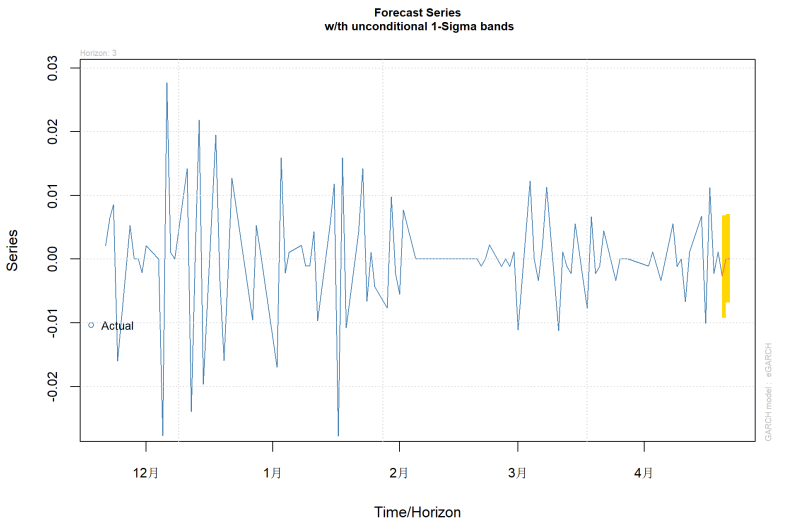 Forecast Series
w/th unconditional 1-Sigma bands
Horizon: 3
0.03
0.02
0.01
0.00
-0.01
-0.02
Series
Actual
GARCH model : eGARCH
12月
1月
2月
3月
4月
Time/Horizon